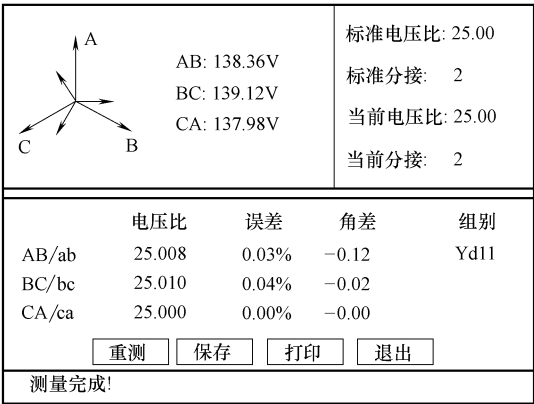 A
B
C
AB: 138.36V
BC: 139.12V
CA: 137.98V
标准电压比: 25.00
标准分接: 2
当前电压比: 25.00
当前分接: 2
电压比 误差 角差 组别
AB/ab 25.008 0.03% −0.12 Yd11
BC/bc 25.010 0.04% −0.02
CA/ca 25.000 0.00% −0.00
重测 保存 打印 退出
测量完成!